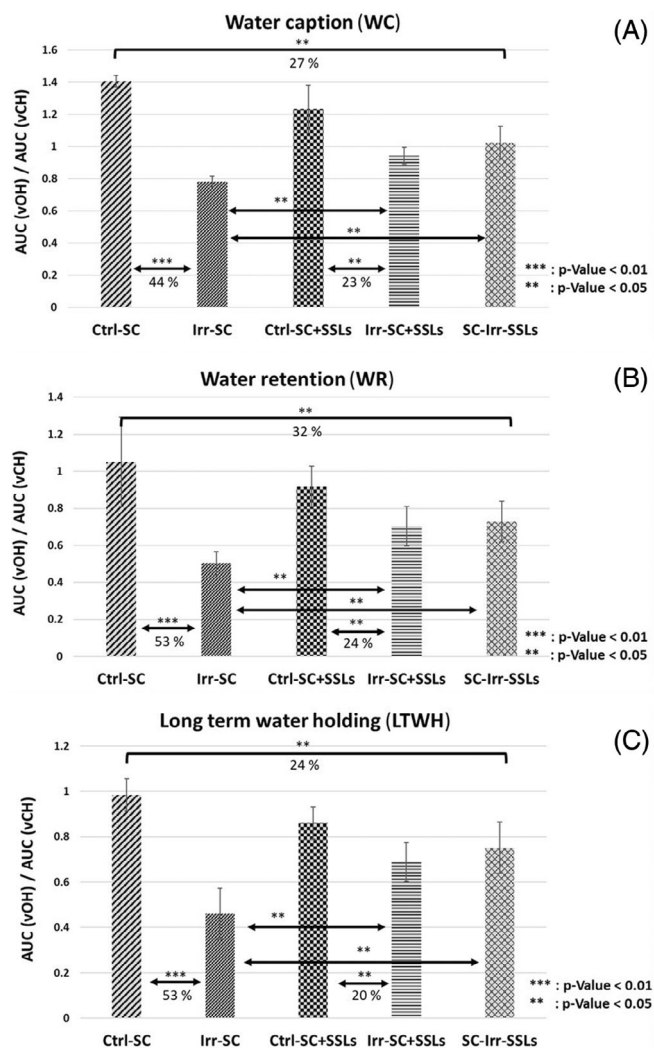 Water caption (WC)
(A)
AUC (vOH) / AUC (vCH)
1.6
1.4
1.2
1
0.8
0.6
0.4
0.2
0
**
27 %
**
**
***
44 %
**
23 %
*** : p-Value < 0.01
** : p-Value < 0.05
Ctrl-SC Irr-SC Ctrl-SC+SSLs Irr-SC+SSLs SC-Irr-SSLs
Water retention (WR)
(B)
AUC (vOH) / AUC (vCH)
1.4
1.2
1
0.8
0.6
0.4
0.2
0
**
32 %
**
**
***
53 %
**
24 %
*** : p-Value < 0.01
** : p-Value < 0.05
Ctrl-SC Irr-SC Ctrl-SC+SSLs Irr-SC+SSLs SC-Irr-SSLs
Long term water holding (LTWH)
(C)
AUC (vOH) / AUC (vCH)
1.2
1
0.8
0.6
0.4
0.2
0
**
24 %
**
**
***
53 %
**
20 %
*** : p-Value < 0.01
** : p-Value < 0.05
Ctrl-SC Irr-SC Ctrl-SC+SSLs Irr-SC+SSLs SC-Irr-SSLs